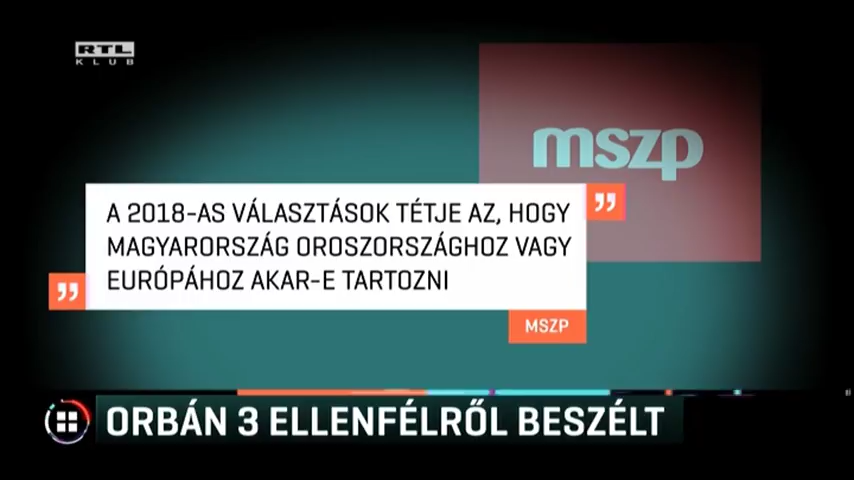 RTL
KLUB
mszp
A 2018-AS VÁLASZTÁSOK TÉTJE AZ, HOGY
MAGYARORSZÁG OROSZORSZÁGHOZ VAGY
EURÓPÁHOZ AKAR-E TARTOZNI
MSZP
ORBÁN 3 ELLENFÉLRŐL BESZÉLT